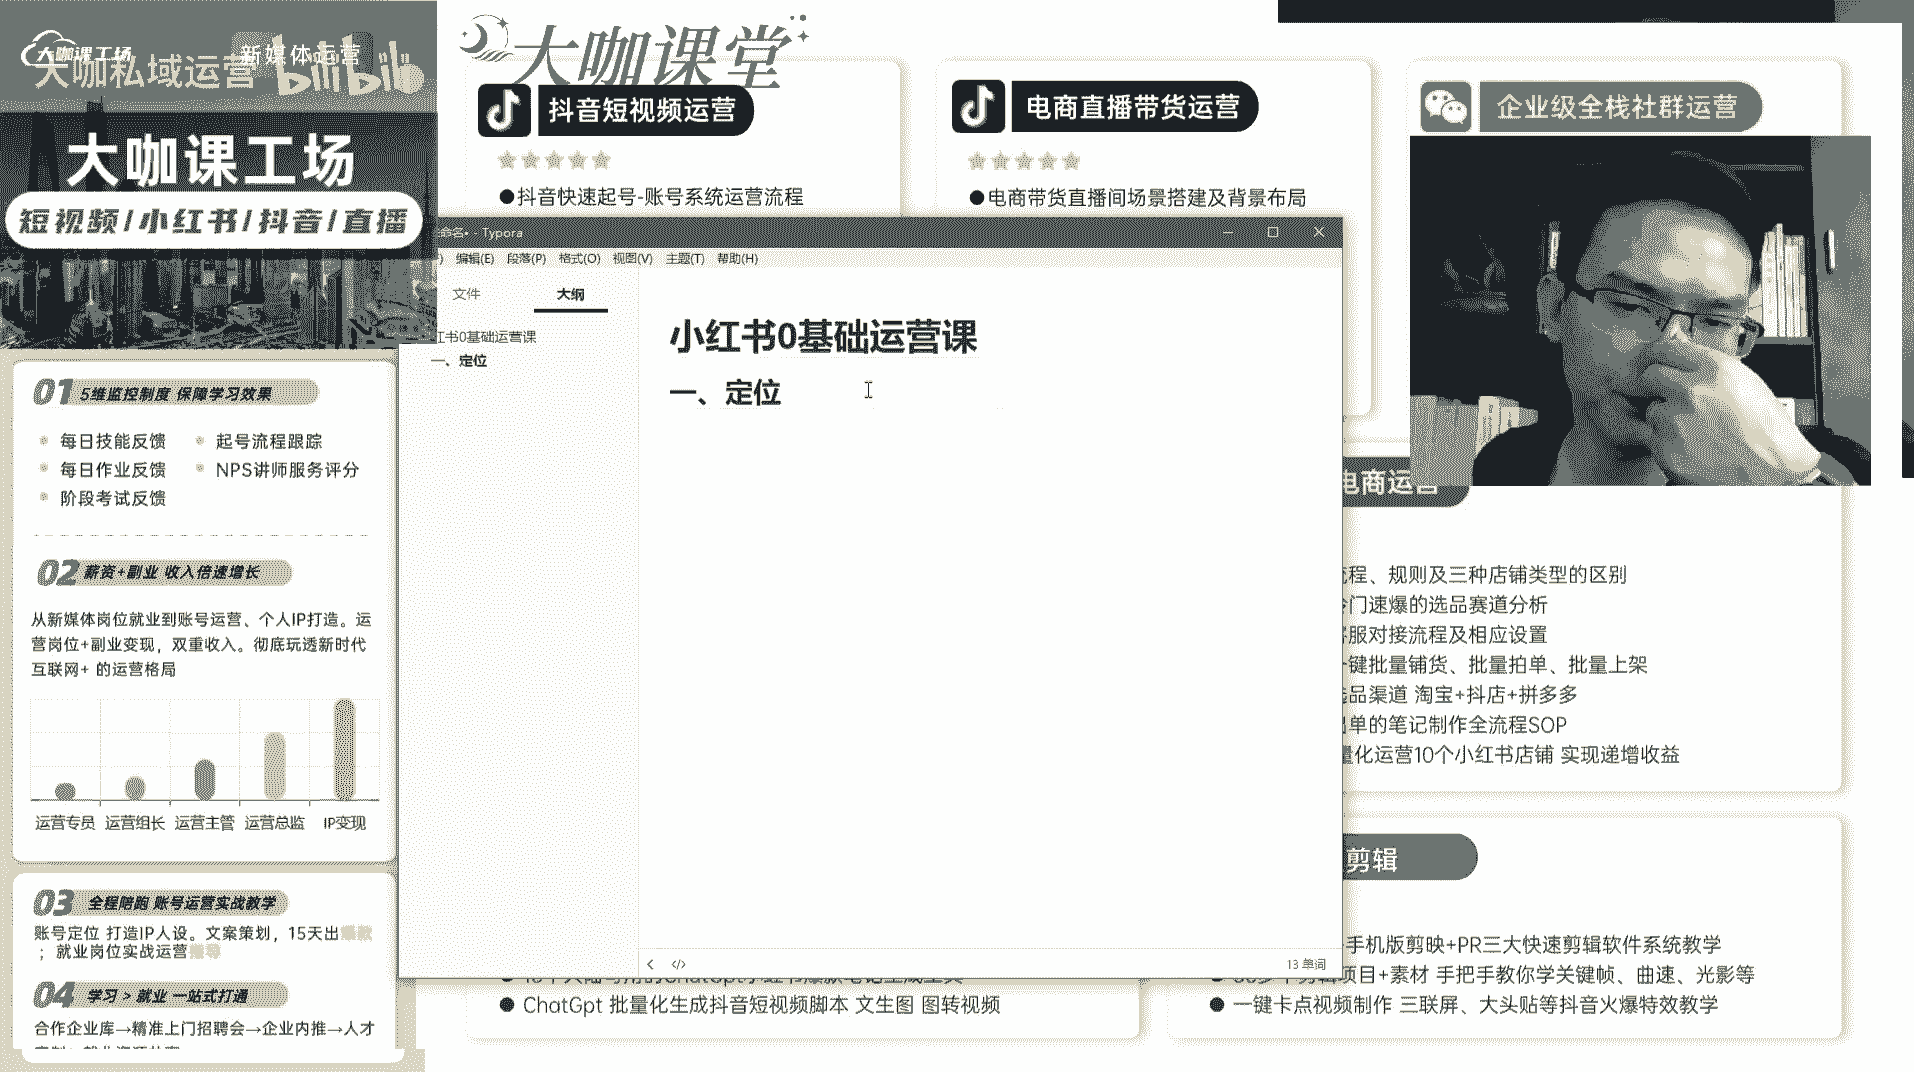 大咖课工场
新媒体运营
大咖私域运营 bilibili
大咖课工场
短视频/小红书/抖音/直播
01 5维监控制度 保障学习效果
每日技能反馈
起号流程跟踪
每日作业反馈
NPS讲师服务评分
阶段考试反馈
02 薪资+副业 收入倍速增长
从新媒体岗位就业到账号运营、个人IP打造。运
营岗位+副业变现，双重收入。彻底玩透新时代
互联网+ 的运营格局
运营专员 运营组长 运营主管 运营总监 IP变现
03 全程陪跑 账号运营实战教学
账号定位 打造IP人设。文案策划，15天出爆款
；就业岗位实战运营指导
04 学习 > 就业 一站式打通
合作企业库→精准上门招聘会→企业内推→人才
大咖课堂
抖音短视频运营
●抖音快速起号-账号系统运营流程
电商直播带货运营
●电商带货直播间场景搭建及背景布局
企业级全栈社群运营
命名• - Typora
) 编辑(E) 段落(P) 格式(O) 视图(V) 主题(T) 帮助(H)
文件 大纲
红书0基础运营课
一、定位
小红书0基础运营课
一、定位
13 单词
电商运营
流程、规则及三种店铺类型的区别
冷门速爆的选品赛道分析
客服对接流程及相应设置
一键批量铺货、批量拍单、批量上架
选品渠道 淘宝+抖店+拼多多
出单的笔记制作全流程SOP
量化运营10个小红书店铺 实现递增收益
剪辑
手机版剪映+PR三大快速剪辑软件系统教学
项目+素材 手把手教你学关键帧、曲速、光影等
● 一键卡点视频制作 三联屏、大头贴等抖音火爆特效教学
● ChatGpt 批量化生成抖音短视频脚本 文生图 图转视频